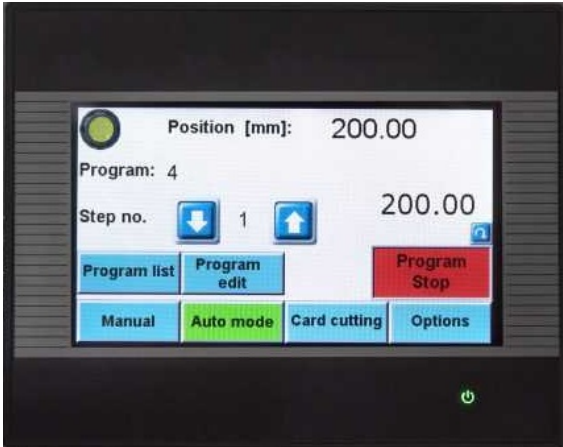 Position [mm]: 200.00
Program: 4
Step no. 1 200.00
Program list Program edit Program Stop
Manual Auto mode Card cutting Options